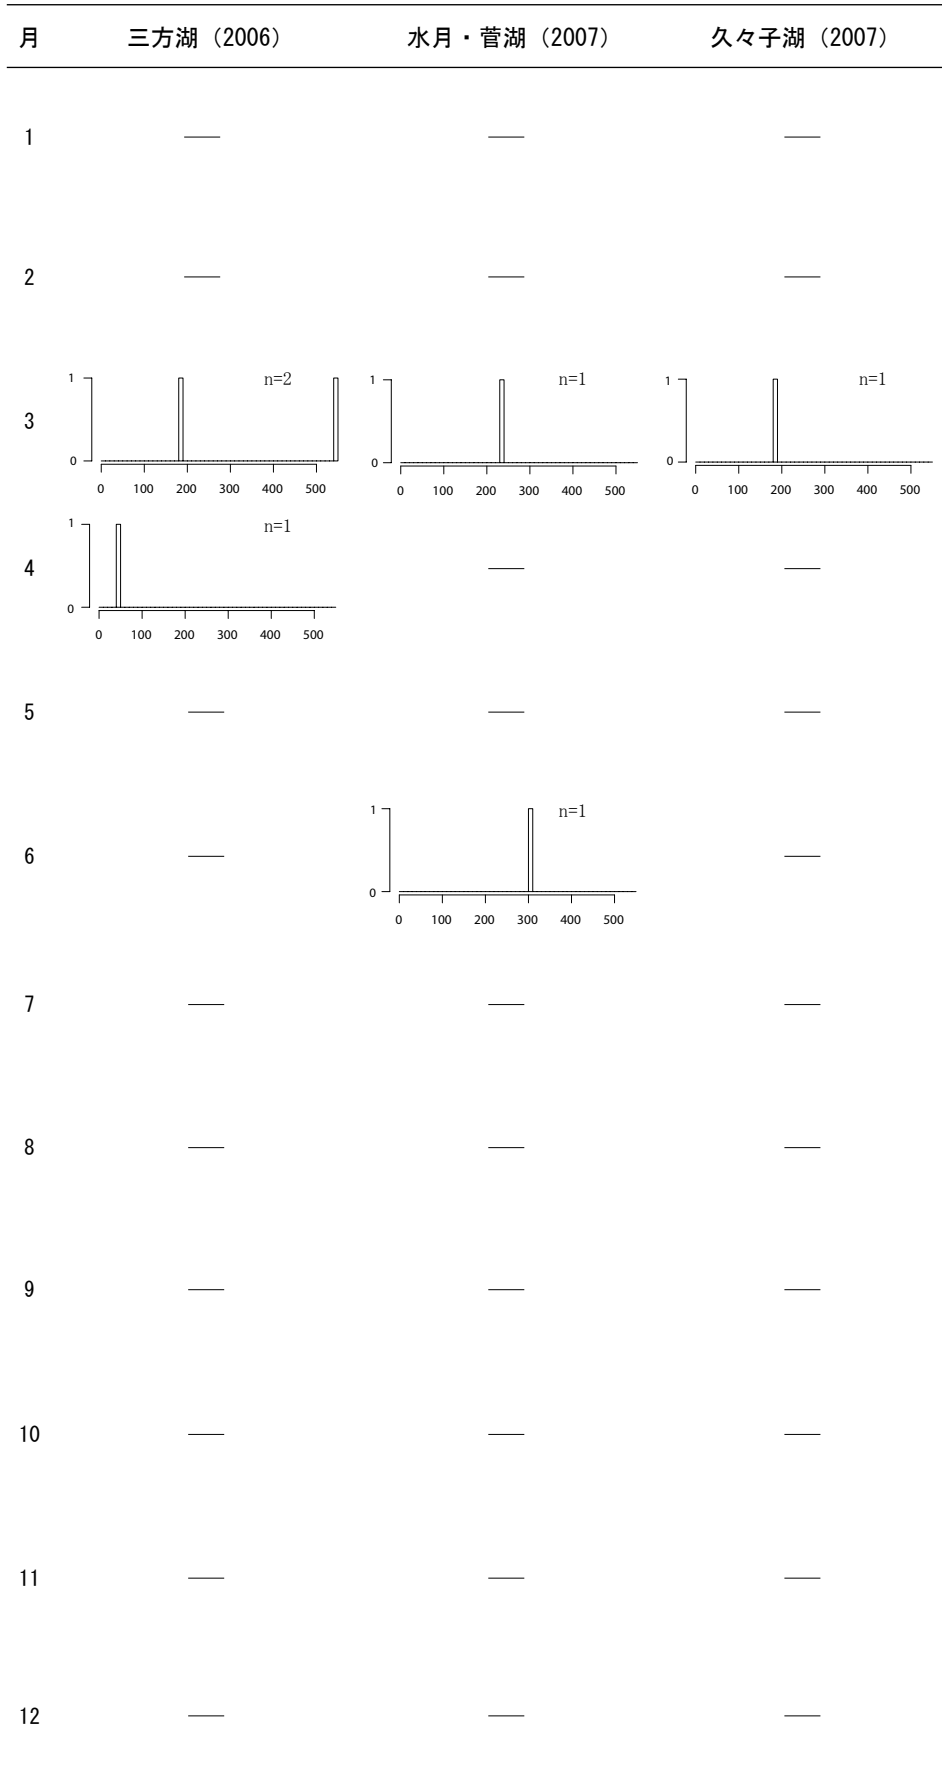 月 三方湖（2006） 水月・菅湖（2007） 久々子湖（2007）
1 — — —
2 — — —
3
1 n=2
0
0 100 200 300 400 500
1 n=1
0
0 100 200 300 400 500
1 n=1
0
0 100 200 300 400 500
4
1 n=1
0
0 100 200 300 400 500
— —
5 — — —
6 —
1 n=1
0
0 100 200 300 400 500
—
7 — — —
8 — — —
9 — — —
10 — — —
11 — — —
12 — — —